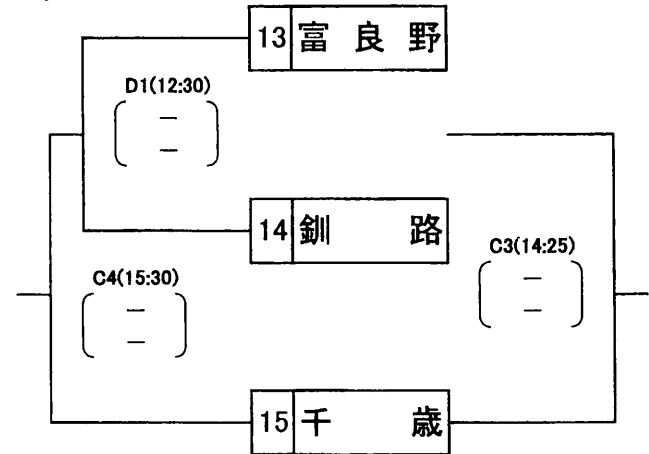 13 富良野
D1(12:30)
—
—
14 釧路
C3(14:25)
—
—
C4(15:30)
—
—
15 千歳